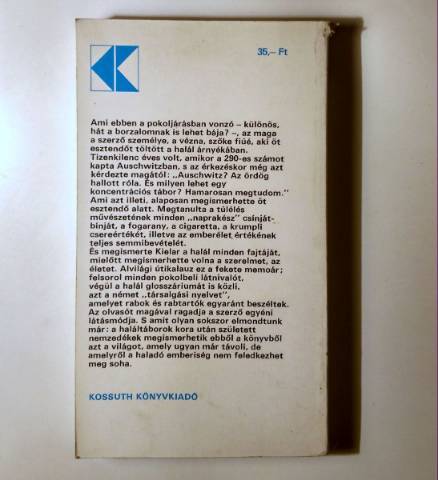 35,– Ft
Ami ebben a pokoljárásban vonzó – különös,
hát a borzalomnak is lehet bája? –, az maga
a szerző személye, a vézna, szőke fiúé, aki öt
esztendőt töltött a halál árnyékában.
Tizenkilenc éves volt, amikor a 290-es számot
kapta Auschwitzban, s az érkezéskor még azt
kérdezte magától: „Auschwitz? Az ördög
hallott róla. És milyen lehet egy
koncentrációs tábor? Hamarosan megtudom.”
Ami azt illeti, alaposan megismerhette öt
esztendő alatt. Megtanulta a túlélés
művészetének minden „naprakész” csínját-
bínját, a fogarany, a cigaretta, a krumpli
csereértékét, illetve az emberélet értékének
teljes semmibevételét.
És megismerte Kielar a halál minden fajtáját,
mielőtt megismerhette volna a szerelmet, az
életet. Alvilági útikalauz ez a fekete memoár;
felsorol minden pokolbeli látnivalót,
végül a halál glosszáriumát is közli,
azt a német „társalgási nyelvet”,
amelyet rabok és rabtartók egyaránt beszéltek.
Az olvasót magával ragadja a szerző egyéni
látásmódja. S amit olyan sokszor elmondtunk
már: a haláltáborok kora után született
nemzedékek megismerhetik ebből a könyvből
azt a világot, amely ugyan már távoli, de
amelyről a haladó emberiség nem feledkezhet
meg soha.
KOSSUTH KÖNYVKIADÓ